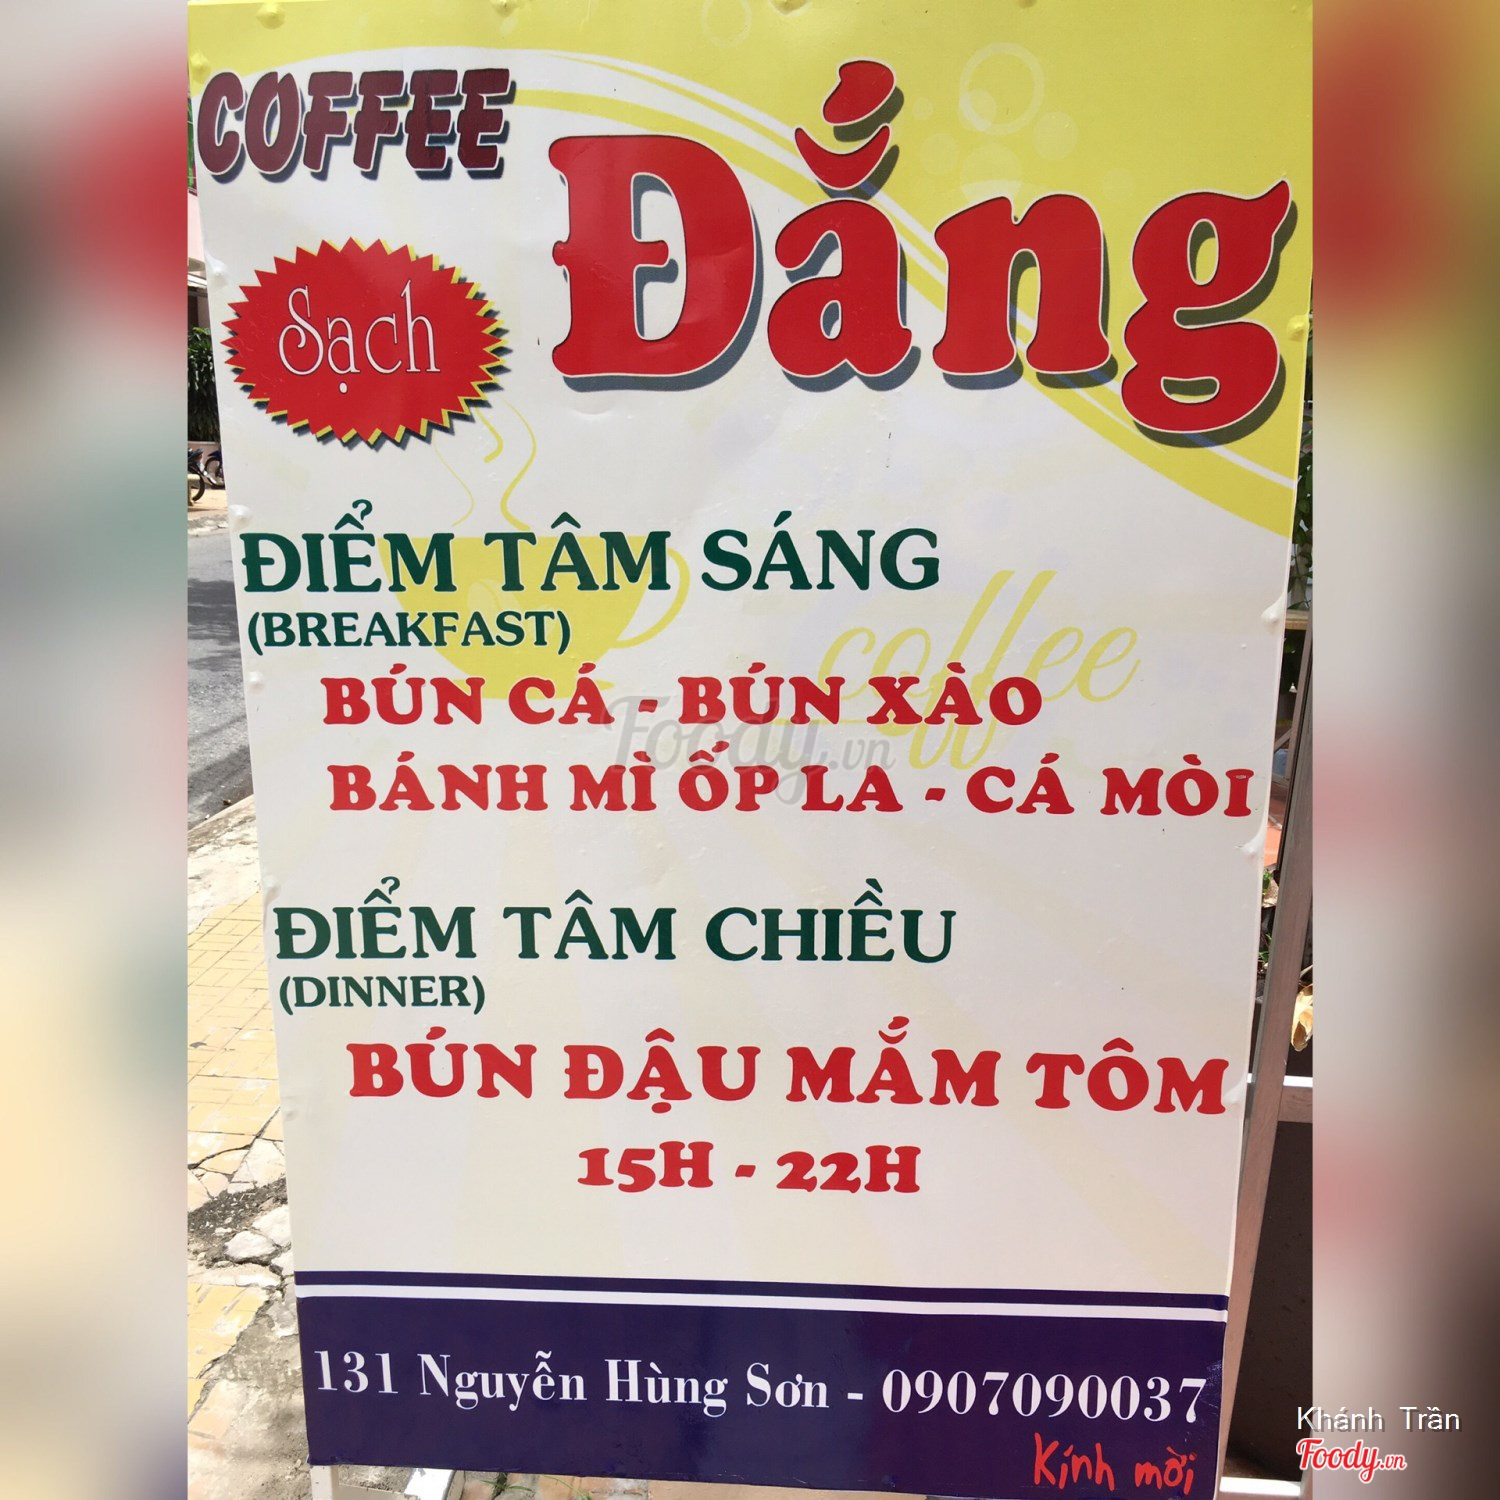 COFFEE
Đắng
Sạch
ĐIỂM TÂM SÁNG
(BREAKFAST)
coffee
BÚN CÁ - BÚN XÀO
BÁNH MÌ ỐP LA - CÁ MÒI
Foody.vn
ĐIỂM TÂM CHIỀU
(DINNER)
BÚN ĐẬU MẮM TÔM
15H - 22H
131 Nguyễn Hùng Sơn - 0907090037
Kính mời
Khánh Trần
Foody.vn